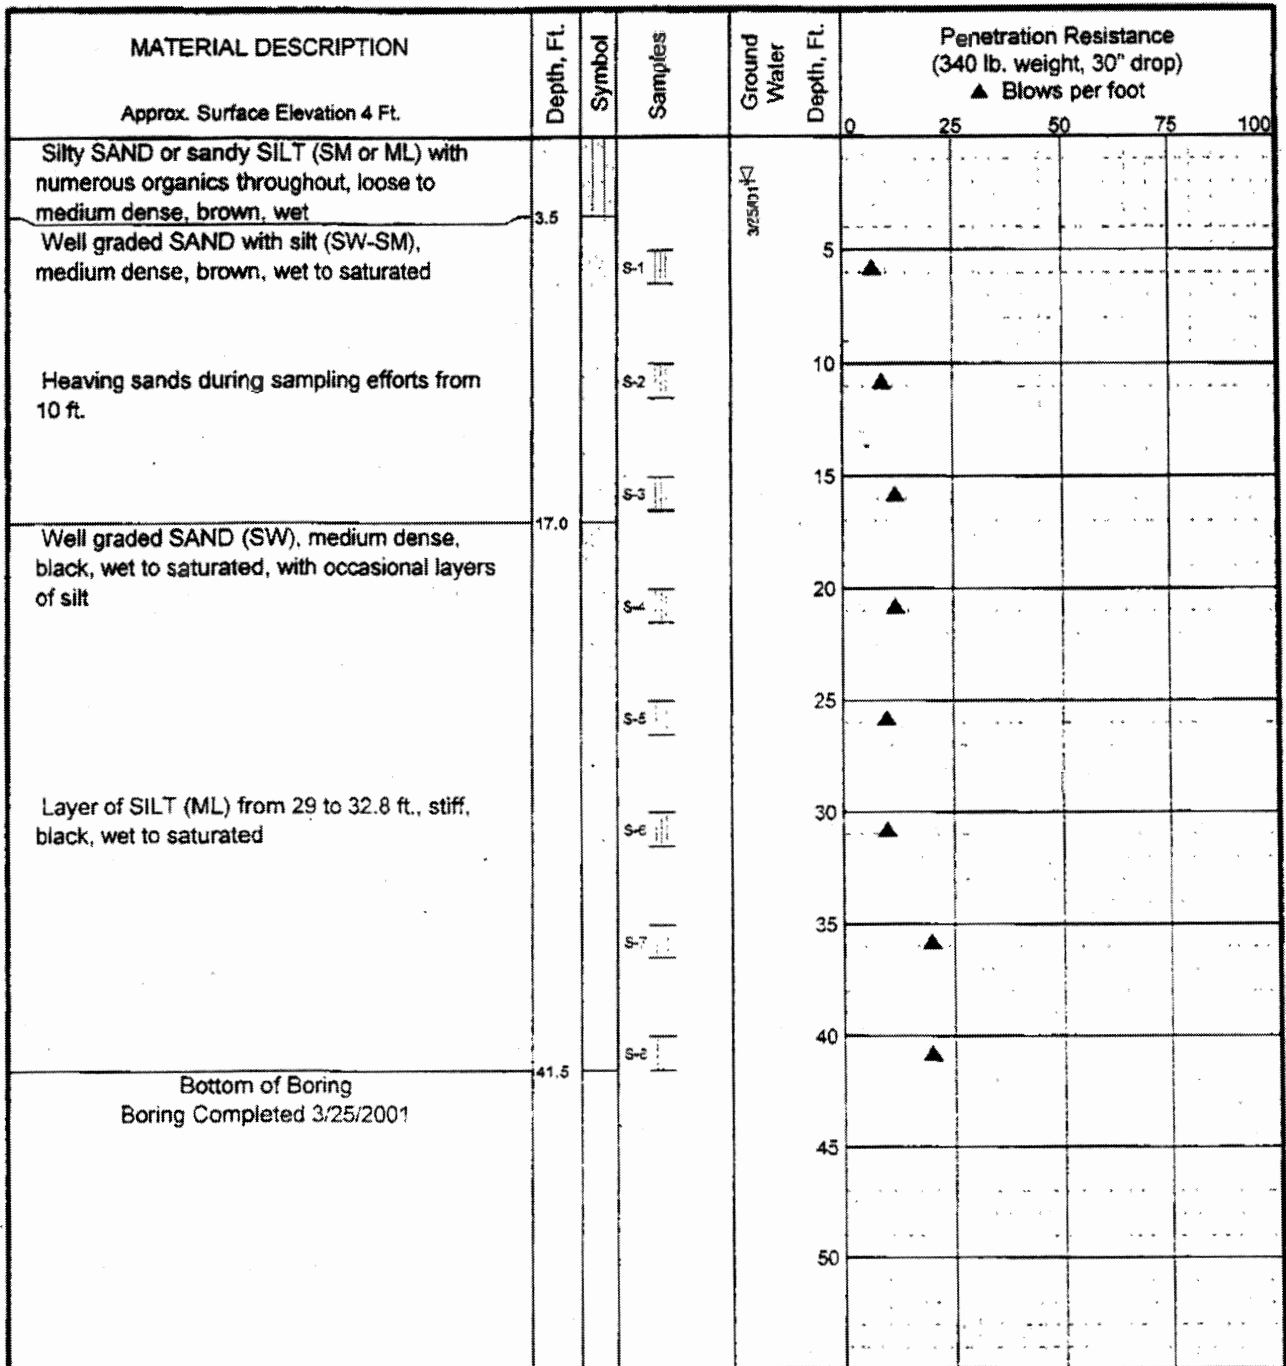 MATERIAL DESCRIPTION
Approx. Surface Elevation 4 Ft.
Depth, Ft.
Symbol
Samples
Ground
Water
Depth, Ft.
Penetration Resistance
(340 lb. weight, 30" drop)
▲ Blows per foot
0 25 50 75 100
Silty SAND or sandy SILT (SM or ML) with
numerous organics throughout, loose to
medium dense, brown, wet
3.5
3/25/01
Well graded SAND with silt (SW-SM),
medium dense, brown, wet to saturated
S-1
5
Heaving sands during sampling efforts from
10 ft.
S-2
10
S-3
15
17.0
Well graded SAND (SW), medium dense,
black, wet to saturated, with occasional layers
of silt
S-4
20
S-5
25
Layer of SILT (ML) from 29 to 32.8 ft., stiff,
black, wet to saturated
S-6
30
S-7
35
S-8
40
41.5
Bottom of Boring
Boring Completed 3/25/2001
45
50